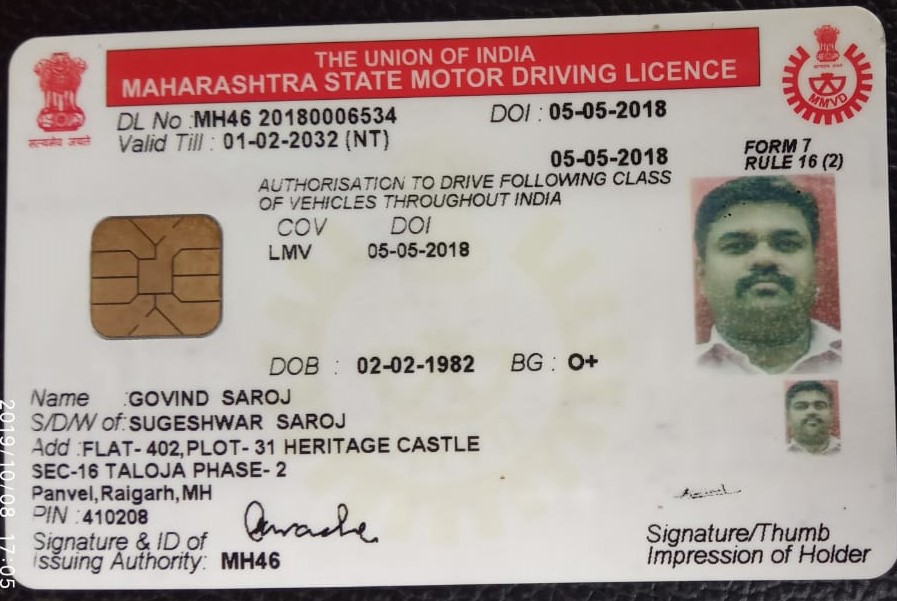 THE UNION OF INDIA
MAHARASHTRA STATE MOTOR DRIVING LICENCE
सत्यमेव जयते
MMVD
DL No : MH46 20180006534 DOI : 05-05-2018
Valid Till : 01-02-2032 (NT)
05-05-2018
FORM 7
RULE 16 (2)
AUTHORISATION TO DRIVE FOLLOWING CLASS
OF VEHICLES THROUGHOUT INDIA
COV DOI
LMV 05-05-2018
DOB : 02-02-1982 BG : O+
Name : GOVIND SAROJ
S/D/W of : SUGESHWAR SAROJ
Add : FLAT- 402,PLOT- 31 HERITAGE CASTLE
SEC-16 TALOJA PHASE- 2
Panvel,Raigarh,MH
PIN : 410208
Signature & ID of
Issuing Authority: MH46
Signature/Thumb
Impression of Holder
2019/10/08 17:05